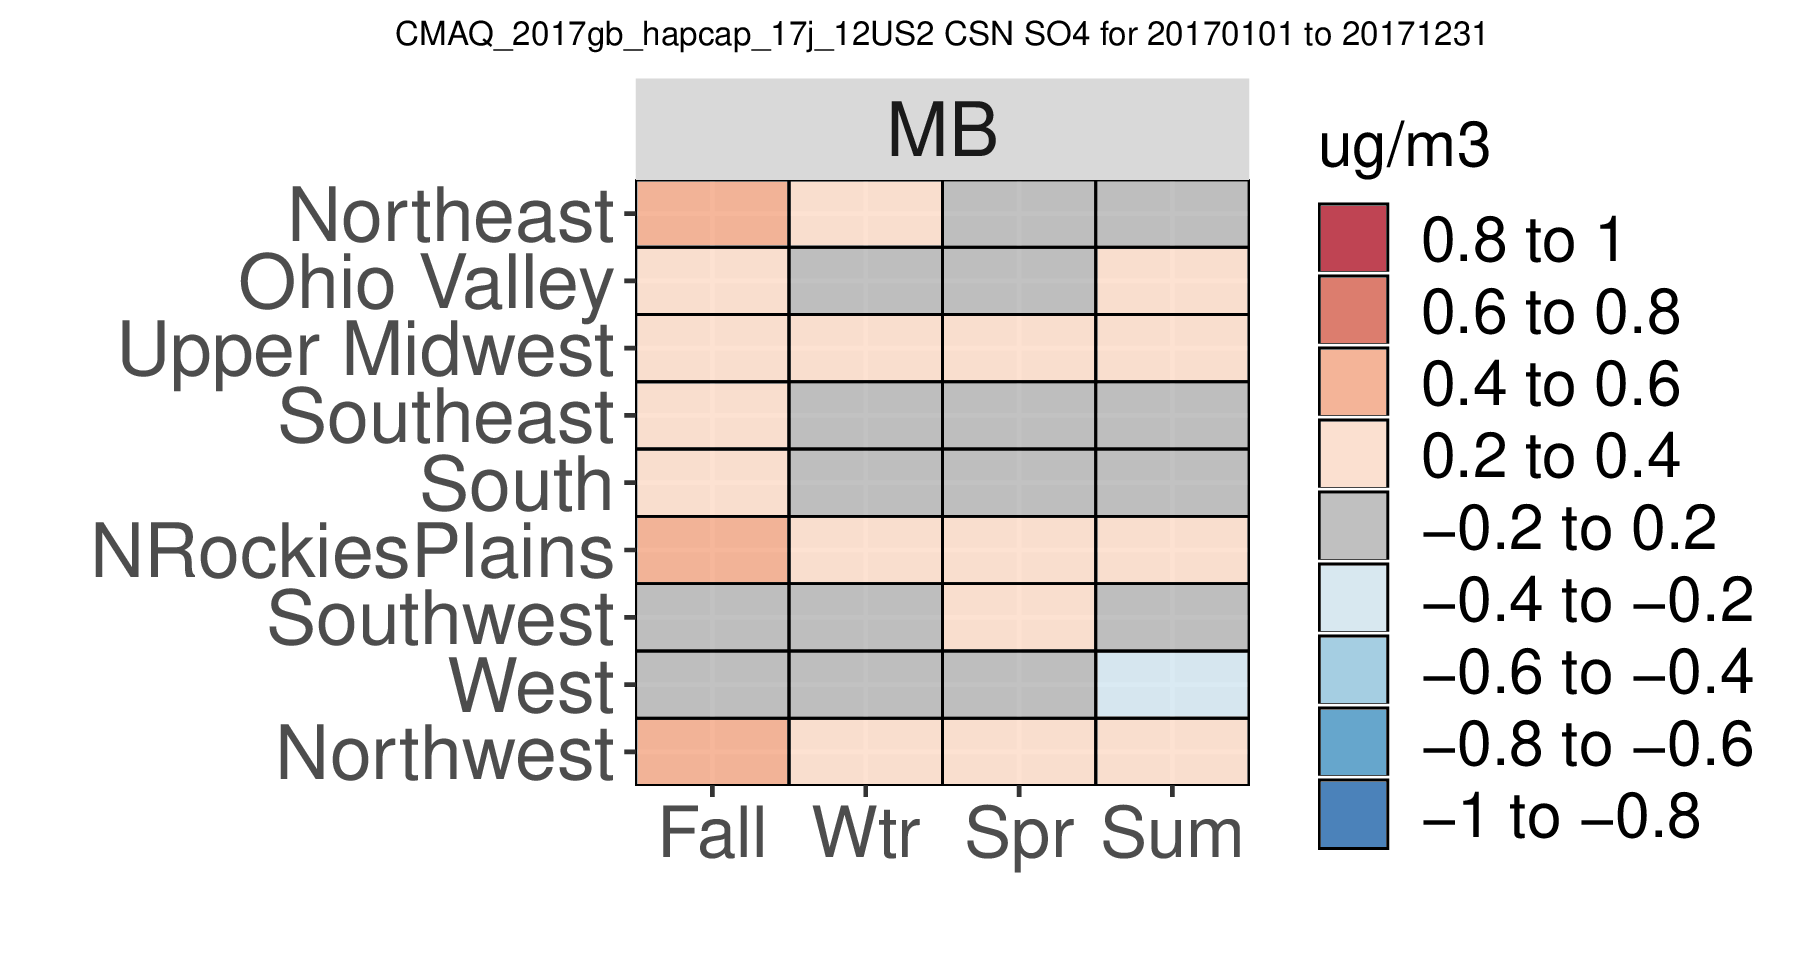 CMAQ_2017gb_hapcap_17j_12US2 CSN SO4 for 20170101 to 20171231
MB
Northeast
Ohio Valley
Upper Midwest
Southeast
South
NRockiesPlains
Southwest
West
Northwest
Fall Wtr Spr Sum
ug/m3
0.8 to 1
0.6 to 0.8
0.4 to 0.6
0.2 to 0.4
−0.2 to 0.2
−0.4 to −0.2
−0.6 to −0.4
−0.8 to −0.6
−1 to −0.8